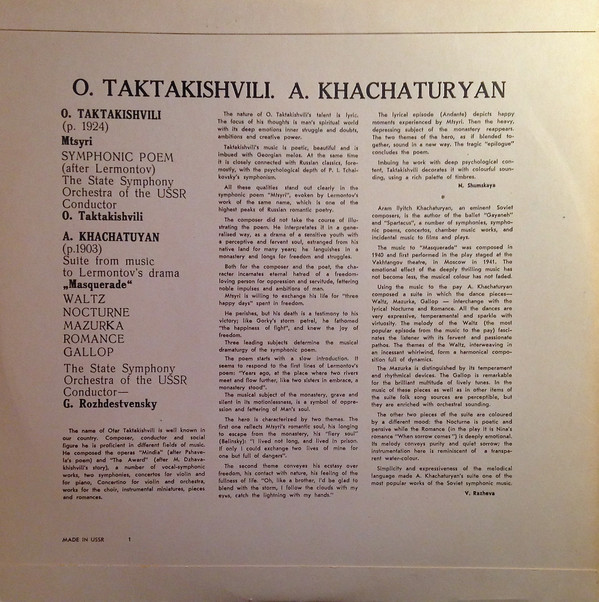 O. TAKTAKISHVILI. A. KHACHATURYAN
O. TAKTAKISHVILI
(p. 1924)
Mtsyri
SYMPHONIC POEM
(after Lermontov)
The State Symphony
Orchestra of the USSR
Conductor
O. Taktakishvili
A. KHACHATUYAN
(p.1903)
Suite from music
to Lermontov's drama
„Masquerade"
WALTZ
NOCTURNE
MAZURKA
ROMANCE
GALLOP
The State Symphony
Orchestra of the USSR
Conductor—
G. Rozhdestvensky
The name of Otar Taktakishvili is well known in
our country. Composer, conductor and social
figure he is proficient in different fields of music.
He composed the operas "Mindia" (after Pshave-
la's poem) and "The Award" (after M. Dshava-
khishvili's story), a number of vocal-symphonic
works, two symphonies, concertos for violin and
for piano, Concertino for violin and orchestra,
works for the choir, instrumental miniatures, pieces
and romances.
The nature of O. Taktakishvili's talent is lyric.
The focus of his thoughts is man's spiritual world
with its deep emotions inner struggle and doubts,
ambitions and creative power.
Taktakishvili's music is poetic, beautiful and is
imbued with Georgian melos. At the same time
it is closely connected with Russian classics, fore-
mostly, with the psychological depth of P. I. Tchai-
kovsky's symphonism.
All these qualities stand out clearly in the
symphonic poem "Mtsyri", evoken by Lermontov's
work of the same name, which is one of the
highest peaks of Russian romantic poetry.
The composer did not take the course of illu-
strating the poem. He interpretates it in a gene-
ralised way, as a drama of a sensitive youth with
a perceptive and fervent soul, estranged from his
native land for many years; he languishes in a
monastery and longs for freedom and struggles.
Both for the composer and the poet, the cha-
racter incarnates eternal hatred of a freedom-
loving person for oppression and servitude, fettering
noble impulses and ambitions of man.
Mtsyri is willing to exchange his life for "three
happy days" spent in freedom.
He perishes, but his death is a testimony to his
victory; like Gorky's storm petrel, he fathomed
"the happiness of fight", and knew the joy of
freedom.
Three leading subjects determine the musical
dramaturgy of the symphonic poem.
The poem starts with a slow introduction. It
seems to respond to the first lines of Lermontov's
poem: "Years ago, at the place where two rivers
meet and flow further, like two sisters in embrace,
a monastery stood".
The musical subject of the monastery, grave and
silent in its motionlessness, is a symbol of oppres-
sion and fettering of Man's soul.
The hero is characterized by two themes. The
first one reflects Mtsyri's romantic soul, his longing
to escape from the monastery, his "fiery soul"
(Belinsky): "I lived not long, and lived in prison.
If only I could exchange two lives of mine for
one but full of dangers".
The second theme conveys his ecstasy over
freedom, his contact with nature, his feeling of the
fullness of life. "Oh, like a brother, I'd be glad to
blend with the storm, I follow the clouds with my
eyes, catch the lightning with my hands."
The lyrical episode (Andante) depicts happy
moments experienced by Mtsyri. Then the heavy,
depressing subject of the monastery reappears.
The two themes of the hero, as if blended to-
gether, sound in a new way. The tragic "epilogue"
concludes the poem.
Imbuing he work with deep psychological con-
tent, Taktakishvili decorates it with colourful soun-
ding, using a rich palette of timbres.
N. Shumskaya
Aram Ilyitch Khachaturyan, an eminent Soviet
composers, is the author of the ballet "Gayaneh"
and "Spartacus", a number of symphonies, sympho-
nic poems, concertos, chamber music works, and
incidental music to films and plays.
The music to "Masquerade" was composed in
1940 and first performed in the play staged at the
Vakhtangov theatre, in Moscow in 1941. The
emotional effect of the deeply thrilling music has
not become less, the musical colour has not faded.
Using the music to the pay A. Khachaturyan
composed a suite in which the dance pieces—
Waltz, Mazurka, Gallop — interchange with the
lyrical Nocturne and Romance. All the dances are
very expressive, temperamental and sparkle with
virtuosity. The melody of the Waltz (the most
popular episode from the music to the pay) fasci-
nates the listener with its fervent and passionate
pathos. The themes of the Waltz, interweaving in
an incessant whirlwind, form a harmonical compo-
sition full of dynamics.
The Mazurka is distinguished by its temperament
and rhythmical devices. The Gallop is remarkable
for the brilliant multitude of lively tunes. In the
music of these pieces as well as in other items of
the suite folk song sources are perceptible, but
they are enriched with orchestral sounding.
The other two pieces of the suite are coloured
by a different mood: the Nocturne is poetic and
pensive while the Romance (in the play it is Nina's
romance "When sorrow comes") is deeply emotional.
Its melody conveys purity and quiet sorrow; the
instrumentation here is reminiscent of a transpa-
rent water-colour.
Simplicity and expressiveness of the melodical
language made A. Khachaturyan's suite one of the
most popular works of the Soviet symphonic music.
V. Razheva
MADE IN USSR 1